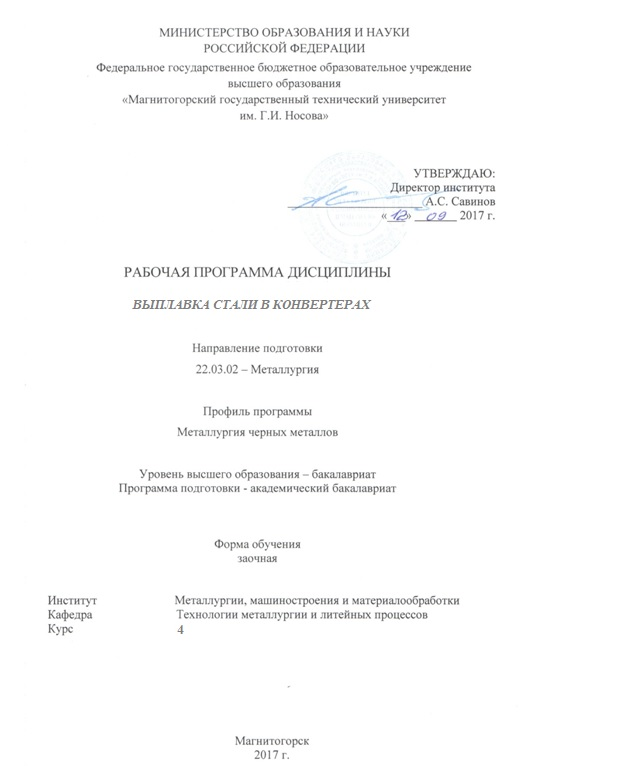 МИНИСТЕРСТВО ОБРАЗОВАНИЯ И НАУКИ
РОССИЙСКОЙ ФЕДЕРАЦИИ
Федеральное государственное бюджетное образовательное учреждение
высшего образования
«Магнитогорский государственный технический университет
им. Г.И. Носова»
УТВЕРЖДАЮ:
Директор института
А.С. Савинов
«12» 09 2017 г.
РАБОЧАЯ ПРОГРАММА ДИСЦИПЛИНЫ
ВЫПЛАВКА СТАЛИ В КОНВЕРТЕРАХ
Направление подготовки
22.03.02 – Металлургия
Профиль программы
Металлургия черных металлов
Уровень высшего образования – бакалавриат
Программа подготовки - академический бакалавриат
Форма обучения
заочная
Институт Металлургии, машиностроения и материалообработки
Кафедра Технологии металлургии и литейных процессов
Курс 4
Магнитогорск
2017 г.